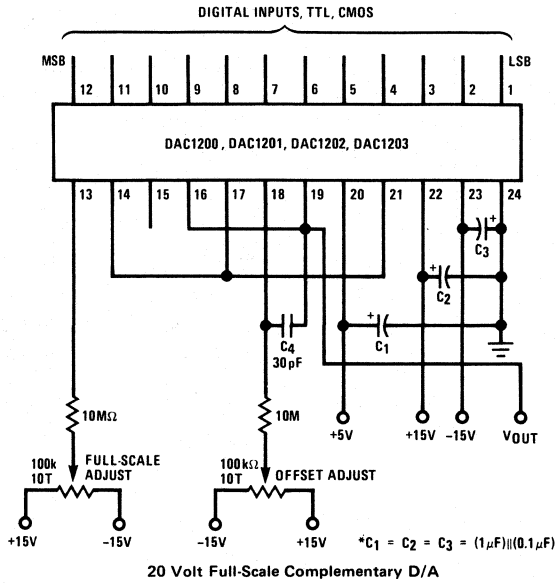 DIGITAL INPUTS, TTL, CMOS
MSB LSB
12 11 10 9 8 7 6 5 4 3 2 1
DAC1200, DAC1201, DAC1202, DAC1203
13 14 15 16 17 18 19 20 21 22 23 24
+
C3
+
C2
+
C1
C4
30pF
10MΩ
10M
+5V +15V -15V VOUT
100k
10T
FULL-SCALE
ADJUST
100kΩ
10T
OFFSET ADJUST
+15V -15V -15V +15V
*C1 = C2 = C3 = (1μF)||(0.1μF)
20 Volt Full-Scale Complementary D/A